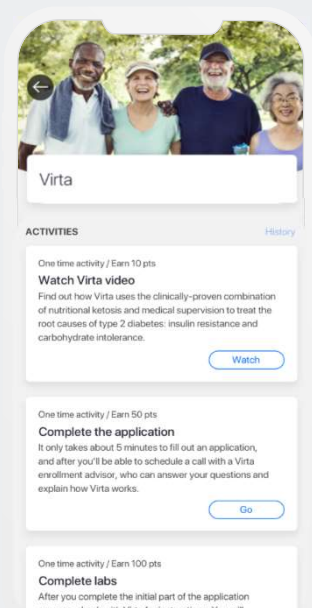 Virta
ACTIVITIES
History
One time activity / Earn 10 pts
Watch Virta video
Find out how Virta uses the clinically-proven combination
of nutritional ketosis and medical supervision to treat the
root causes of type 2 diabetes: insulin resistance and
carbohydrate intolerance.
Watch
One time activity / Earn 50 pts
Complete the application
It only takes about 5 minutes to fill out an application,
and after you'll be able to schedule a call with a Virta
enrollment advisor, who can answer your questions and
explain how Virta works.
Go
One time activity / Earn 100 pts
Complete labs
After you complete the initial part of the application